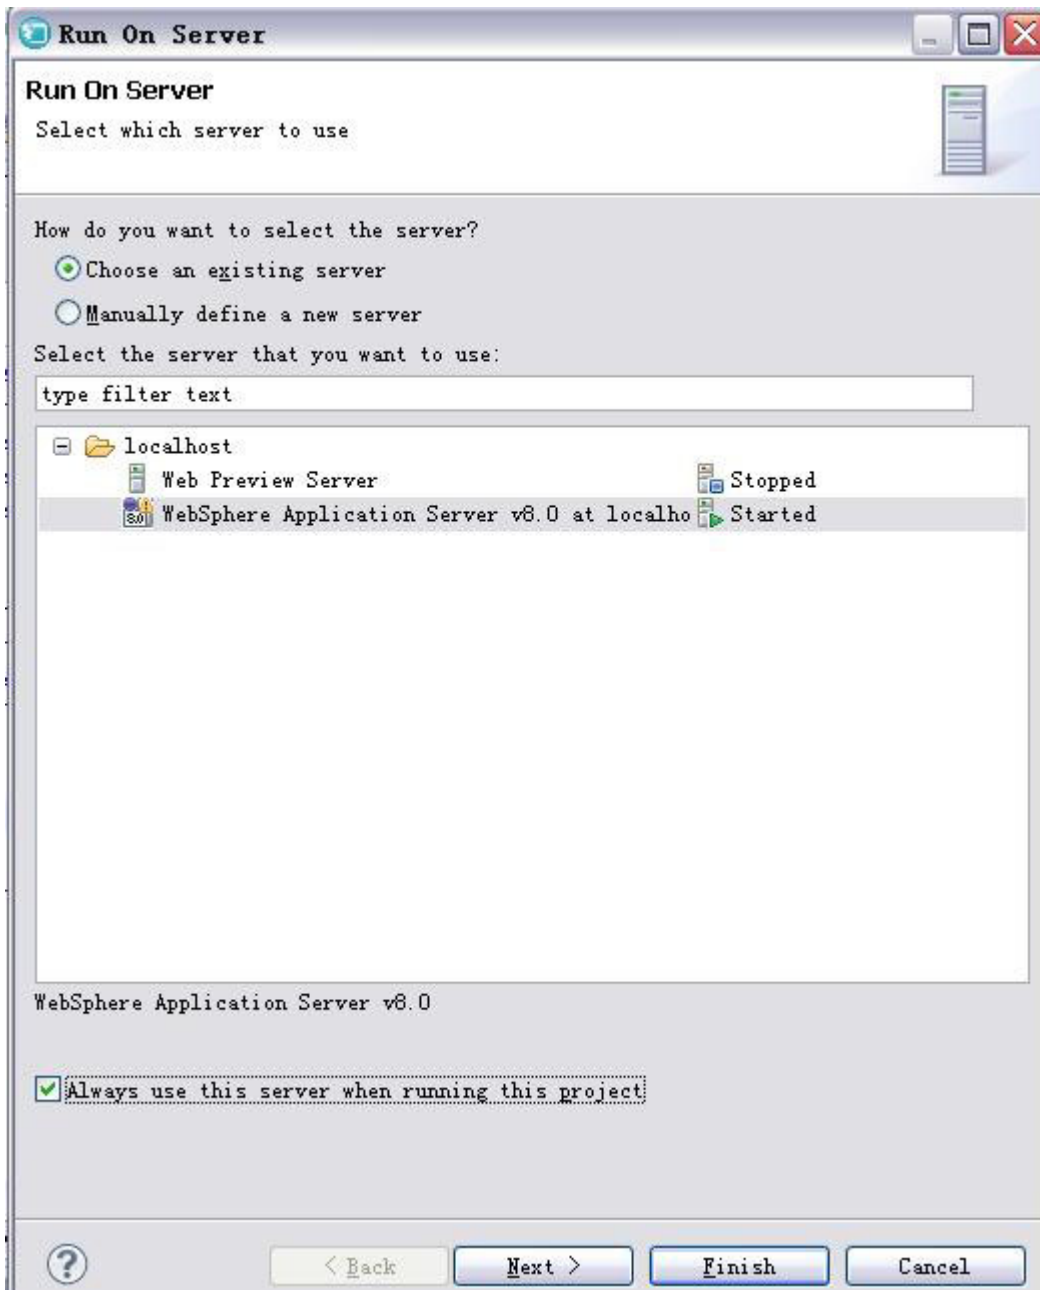 Run On Server
Run On Server
Select which server to use
How do you want to select the server?
Choose an existing server
Manually define a new server
Select the server that you want to use:
type filter text
localhost
Web Preview Server Stopped
8.0 WebSphere Application Server v8.0 at localho Started
WebSphere Application Server v8.0
Always use this server when running this project
? < Back Next > Finish Cancel